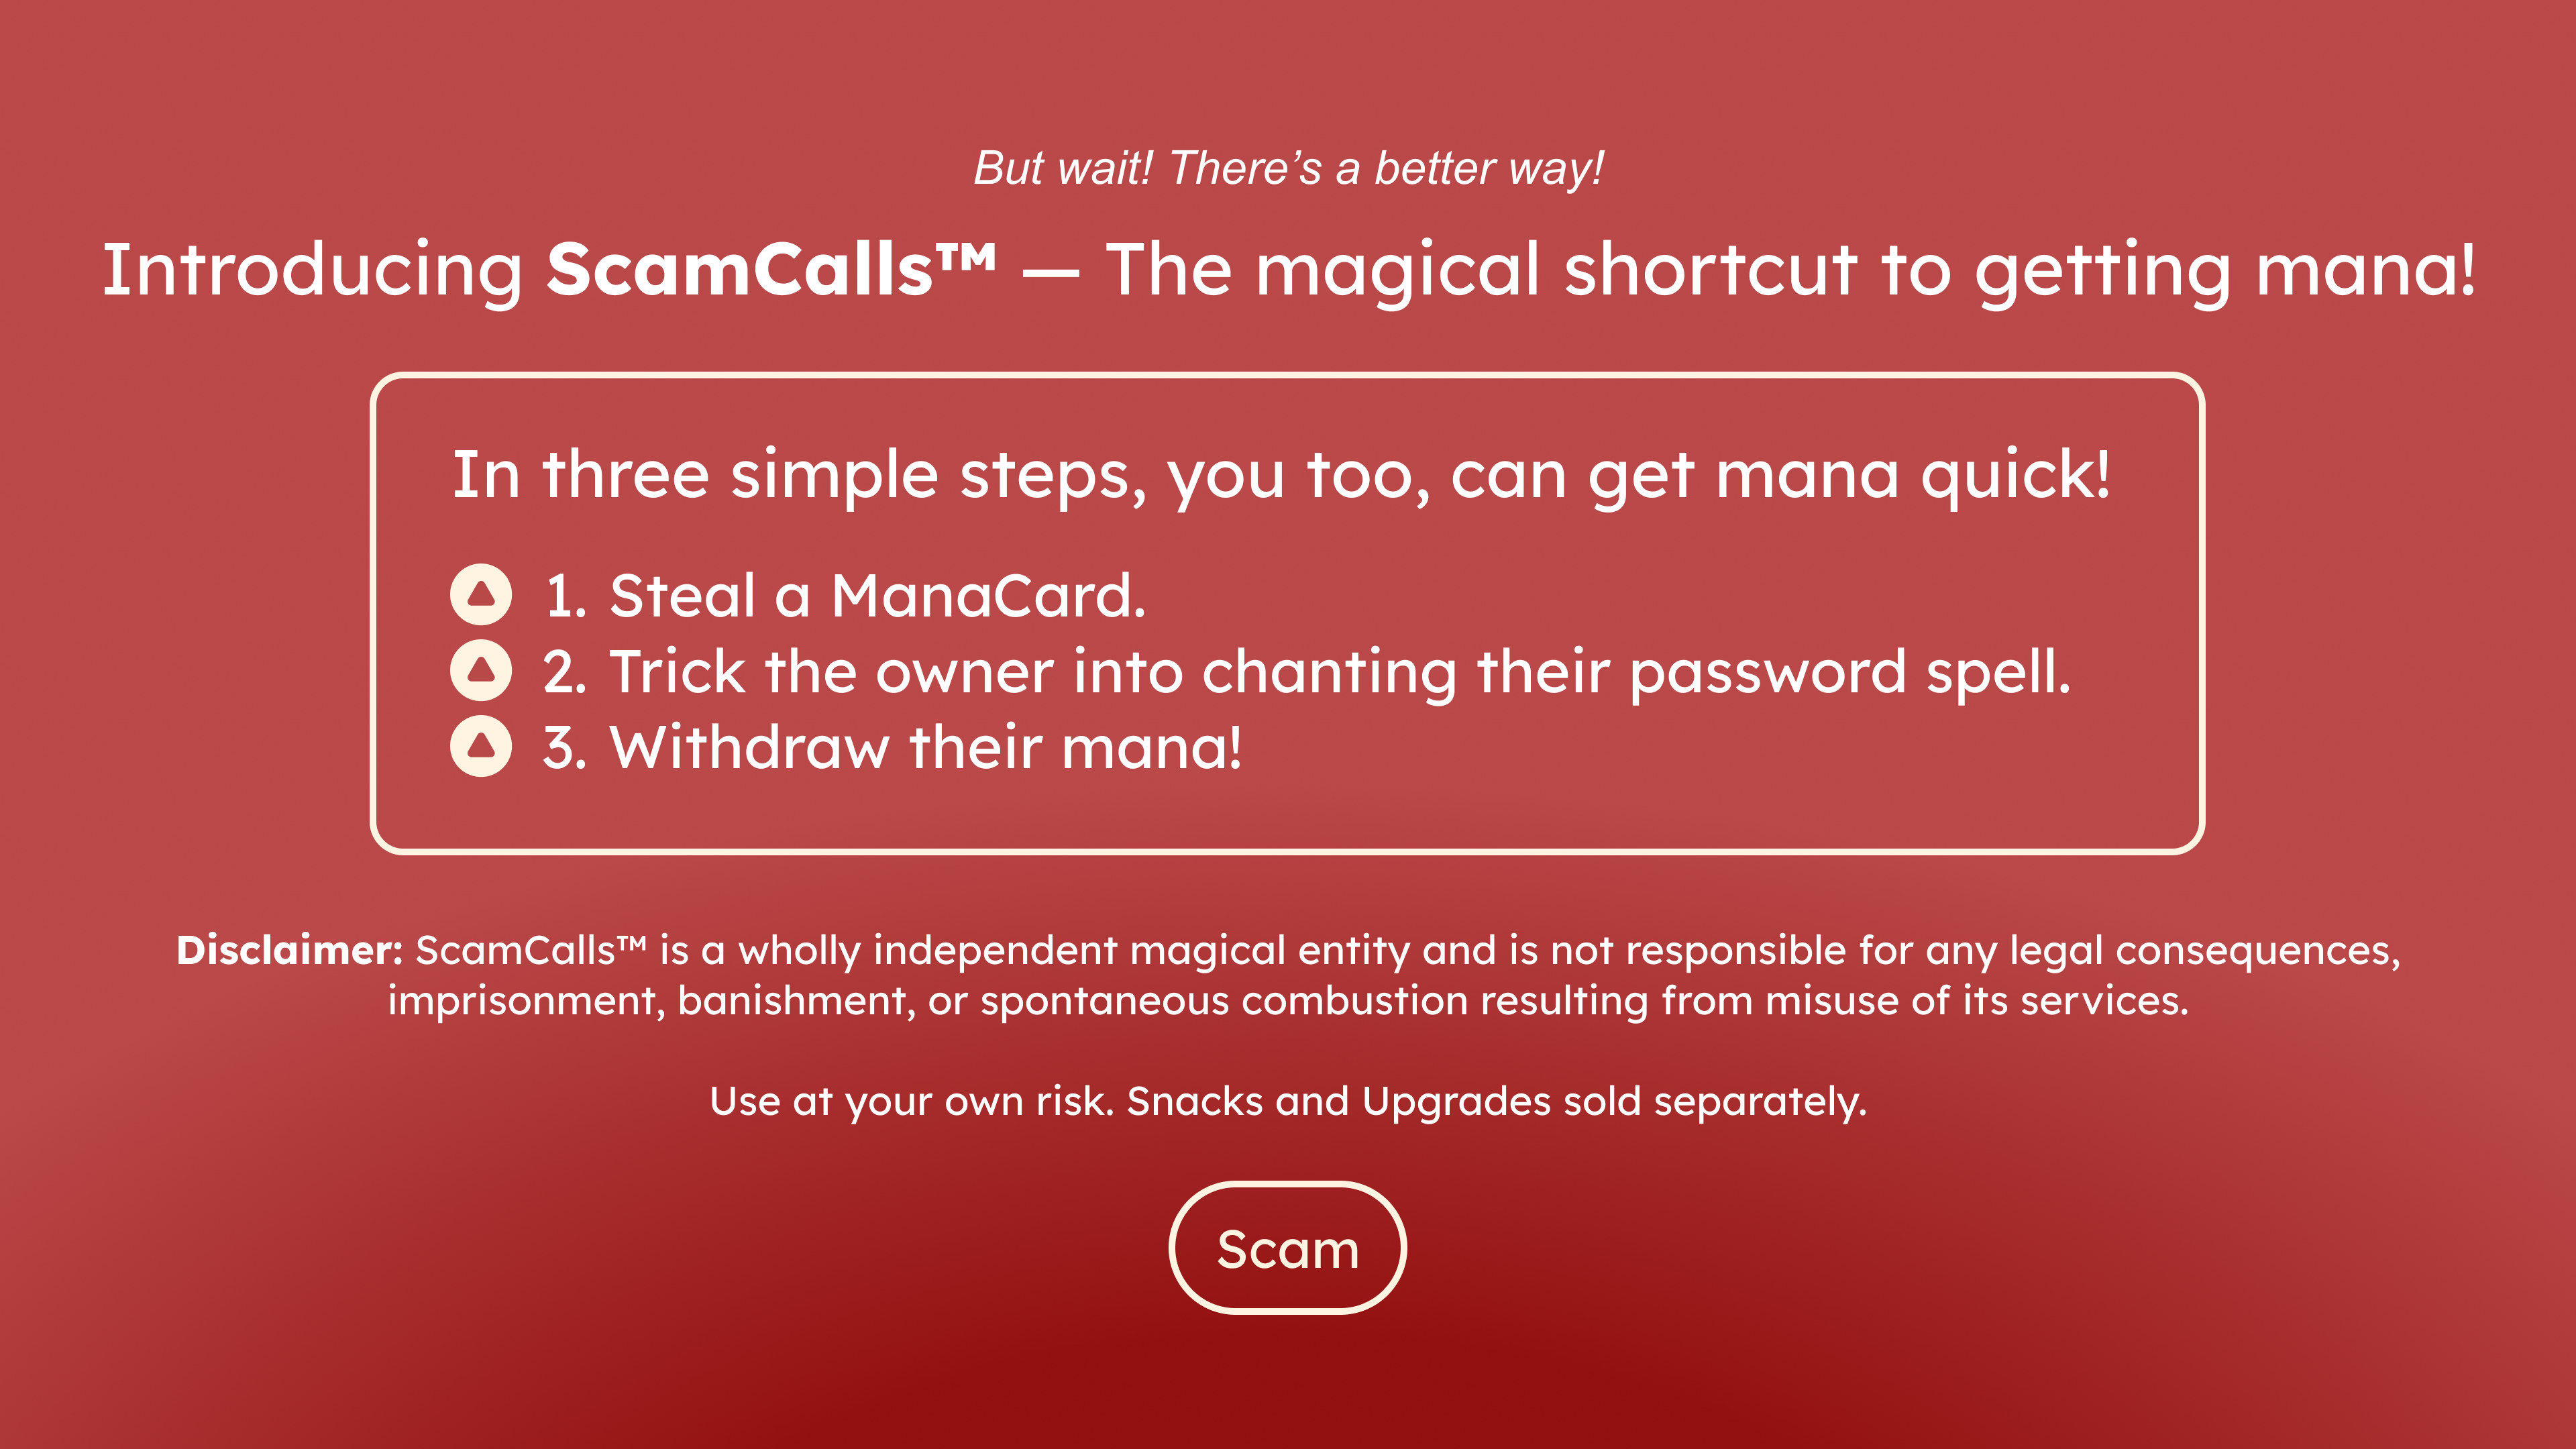 But wait! There’s a better way!
Introducing ScamCalls™ — The magical shortcut to getting mana!
In three simple steps, you too, can get mana quick!
1. Steal a ManaCard.
2. Trick the owner into chanting their password spell.
3. Withdraw their mana!
Disclaimer: ScamCalls™ is a wholly independent magical entity and is not responsible for any legal consequences,
imprisonment, banishment, or spontaneous combustion resulting from misuse of its services.
Use at your own risk. Snacks and Upgrades sold separately.
Scam